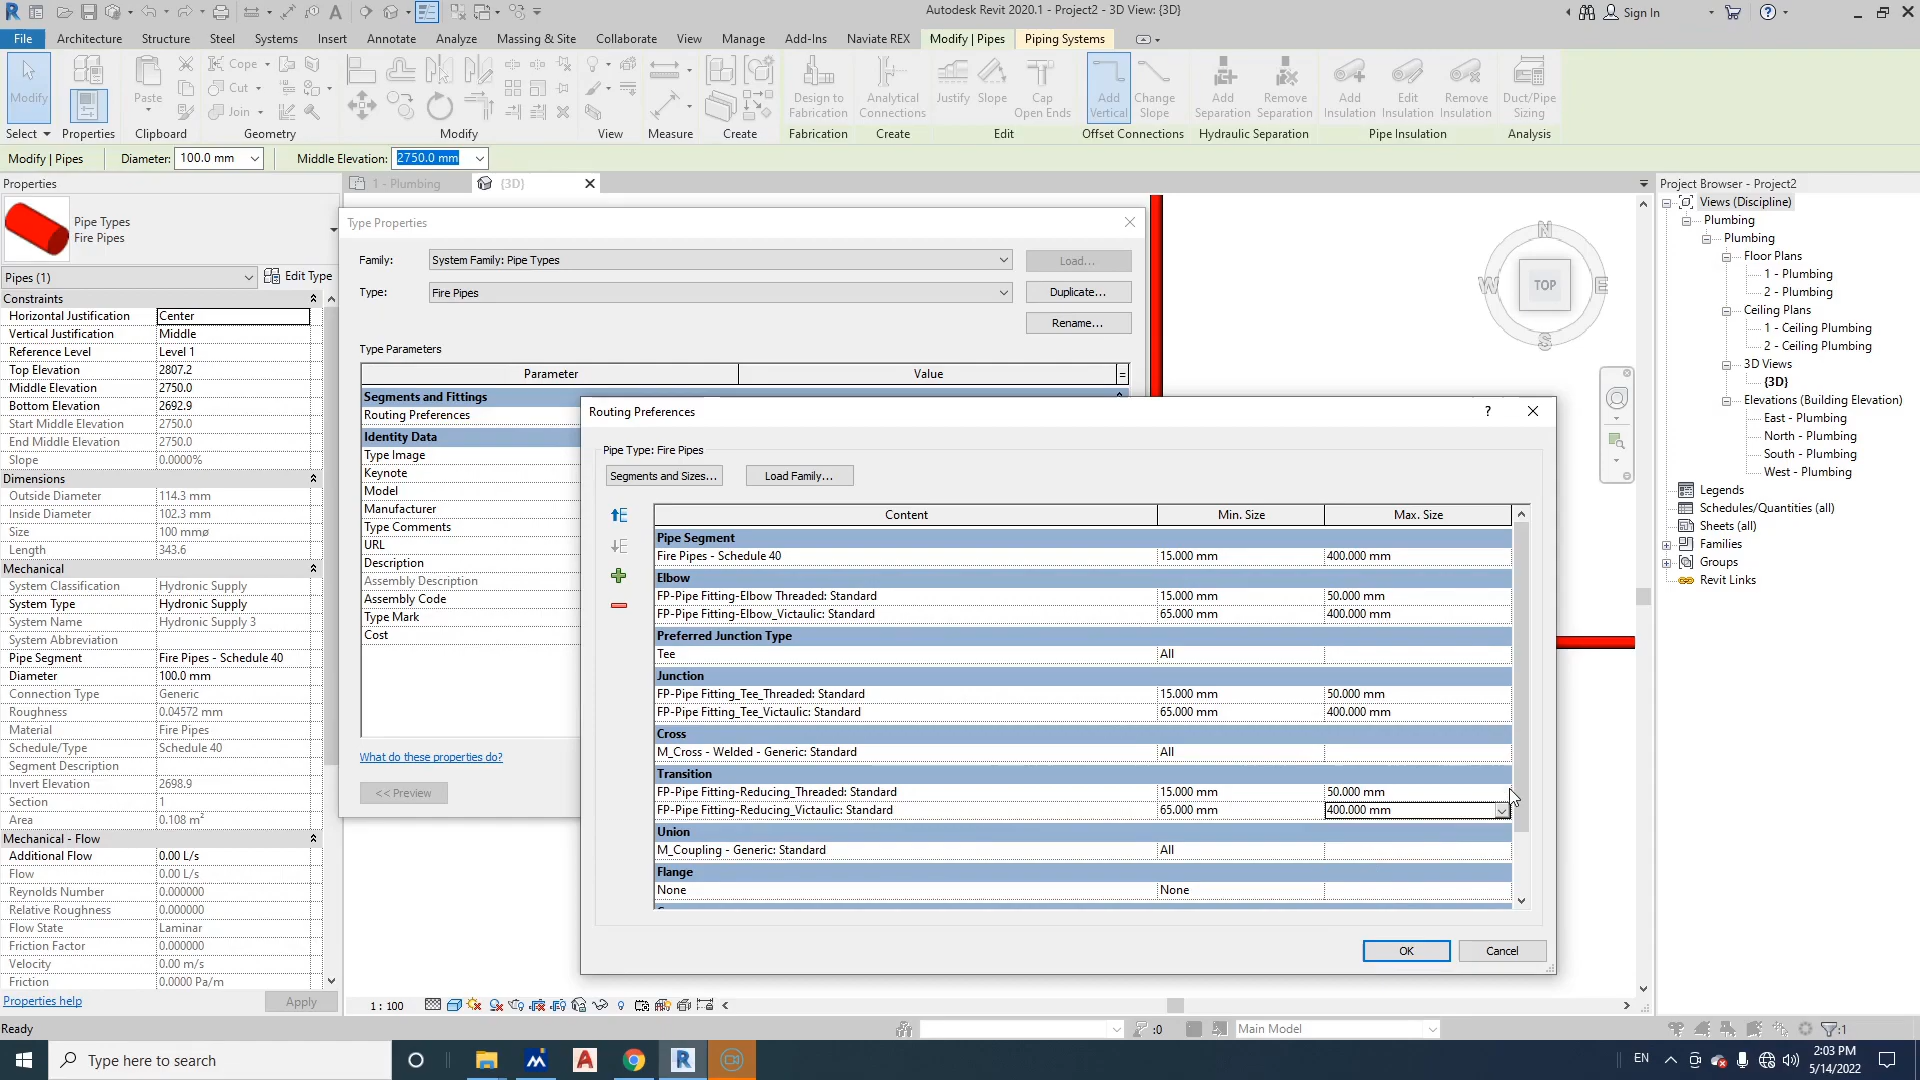 Autodesk Revit 2020.1 - Project2 - 3D View: {3D}
Sign In
File Architecture Structure Steel Systems Insert Annotate Analyze Massing & Site Collaborate View Manage Add-Ins Naviate REX Modify | Pipes Piping Systems
Modify
Paste
Cope
Cut
Join
Design to Fabrication
Analytical Connections
Justify
Slope
Cap Open Ends
Add Vertical
Change Slope
Add Separation
Remove Separation
Add Insulation
Edit Insulation
Remove Insulation
Duct/Pipe Sizing
Select Properties Clipboard Geometry Modify View Measure Create Fabrication Create Edit Offset Connections Hydraulic Separation Pipe Insulation Analysis
Modify | Pipes Diameter: 100.0 mm Middle Elevation: 2750.0 mm
Properties
Pipe Types
Fire Pipes
Pipes (1) Edit Type
Constraints
Horizontal Justification Center
Vertical Justification Middle
Reference Level Level 1
Top Elevation 2807.2
Middle Elevation 2750.0
Bottom Elevation 2692.9
Start Middle Elevation 2750.0
End Middle Elevation 2750.0
Slope 0.0000%
Dimensions
Outside Diameter 114.3 mm
Inside Diameter 102.3 mm
Size 100 mmø
Length 343.6
Mechanical
System Classification Hydronic Supply
System Type Hydronic Supply
System Name Hydronic Supply 3
System Abbreviation
Pipe Segment Fire Pipes - Schedule 40
Diameter 100.0 mm
Connection Type Generic
Roughness 0.04572 mm
Material Fire Pipes
Schedule/Type Schedule 40
Segment Description
Invert Elevation 2698.9
Section 1
Area 0.108 m²
Mechanical - Flow
Additional Flow 0.00 L/s
Flow 0.00 L/s
Reynolds Number 0.000000
Relative Roughness 0.000000
Flow State Laminar
Friction Factor 0.000000
Velocity 0.00 m/s
Friction 0.0000 Pa/m
Properties help Apply
Ready
1 - Plumbing {3D}
Type Properties
Family: System Family: Pipe Types Load...
Type: Fire Pipes Duplicate...
Rename...
Type Parameters
Parameter Value =
Segments and Fittings
Routing Preferences
Identity Data
Type Image
Keynote
Model
Manufacturer
Type Comments
URL
Description
Assembly Description
Assembly Code
Type Mark
Cost
What do these properties do?
<< Preview
Routing Preferences ?
Pipe Type: Fire Pipes
Segments and Sizes... Load Family...
Content Min. Size Max. Size
Pipe Segment
Fire Pipes - Schedule 40 15.000 mm 400.000 mm
Elbow
FP-Pipe Fitting-Elbow Threaded: Standard 15.000 mm 50.000 mm
FP-Pipe Fitting-Elbow_Victaulic: Standard 65.000 mm 400.000 mm
Preferred Junction Type
Tee All
Junction
FP-Pipe Fitting_Tee_Threaded: Standard 15.000 mm 50.000 mm
FP-Pipe Fitting_Tee_Victaulic: Standard 65.000 mm 400.000 mm
Cross
M_Cross - Welded - Generic: Standard All
Transition
FP-Pipe Fitting-Reducing_Threaded: Standard 15.000 mm 50.000 mm
FP-Pipe Fitting-Reducing_Victaulic: Standard 65.000 mm 400.000 mm
Union
M_Coupling - Generic: Standard All
Flange
None None
OK Cancel
N
W TOP E
S
Project Browser - Project2
Views (Discipline)
Plumbing
Plumbing
Floor Plans
1 - Plumbing
2 - Plumbing
Ceiling Plans
1 - Ceiling Plumbing
2 - Ceiling Plumbing
3D Views
{3D}
Elevations (Building Elevation)
East - Plumbing
North - Plumbing
South - Plumbing
West - Plumbing
Legends
Schedules/Quantities (all)
Sheets (all)
Families
Groups
Revit Links
1 : 100
:0 Main Model :1
Type here to search
EN 2:03 PM
5/14/2022